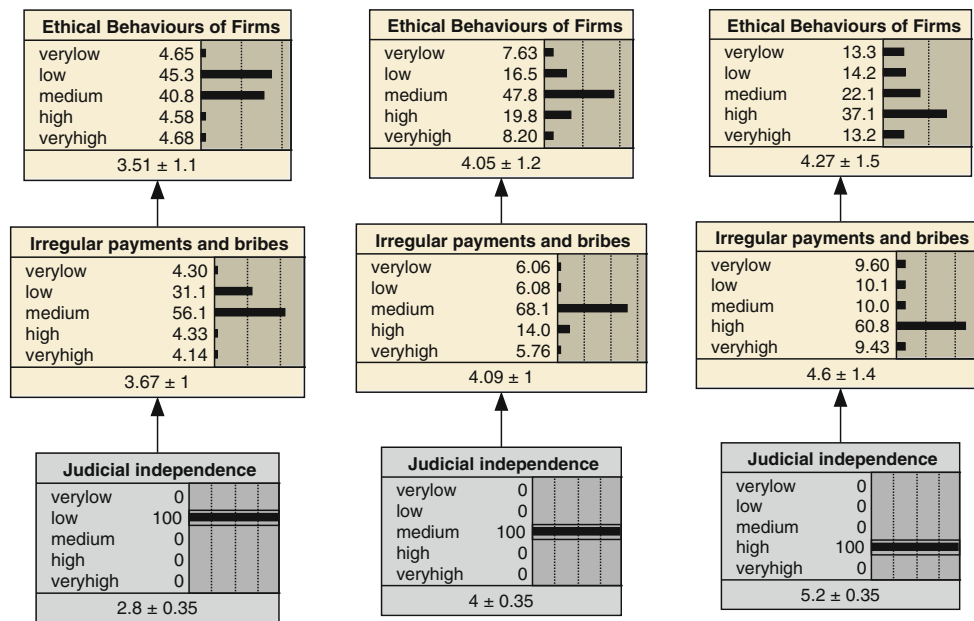 Ethical Behaviours of Firms
verylow 4.65
low 45.3
medium 40.8
high 4.58
veryhigh 4.68
3.51 ± 1.1
Irregular payments and bribes
verylow 4.30
low 31.1
medium 56.1
high 4.33
veryhigh 4.14
3.67 ± 1
Judicial independence
verylow 0
low 100
medium 0
high 0
veryhigh 0
2.8 ± 0.35
Ethical Behaviours of Firms
verylow 7.63
low 16.5
medium 47.8
high 19.8
veryhigh 8.20
4.05 ± 1.2
Irregular payments and bribes
verylow 6.06
low 6.08
medium 68.1
high 14.0
veryhigh 5.76
4.09 ± 1
Judicial independence
verylow 0
low 0
medium 100
high 0
veryhigh 0
4 ± 0.35
Ethical Behaviours of Firms
verylow 13.3
low 14.2
medium 22.1
high 37.1
veryhigh 13.2
4.27 ± 1.5
Irregular payments and bribes
verylow 9.60
low 10.1
medium 10.0
high 60.8
veryhigh 9.43
4.6 ± 1.4
Judicial independence
verylow 0
low 0
medium 0
high 100
veryhigh 0
5.2 ± 0.35